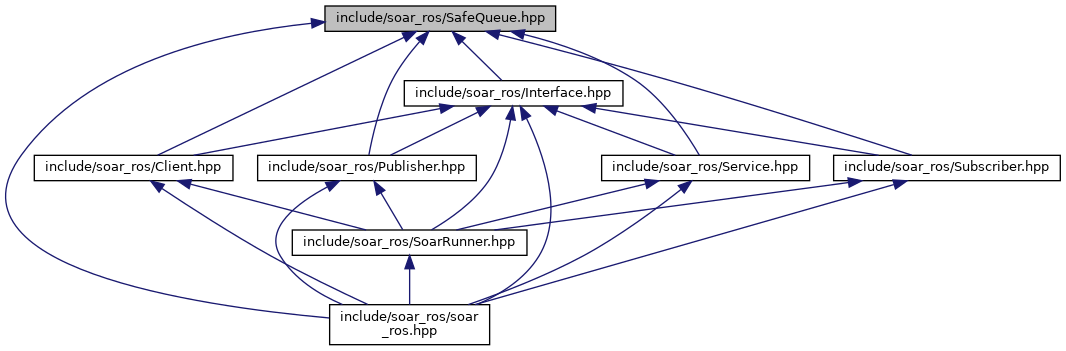 include/soar_ros/SafeQueue.hpp
include/soar_ros/Interface.hpp
include/soar_ros/Client.hpp
include/soar_ros/Publisher.hpp
include/soar_ros/Service.hpp
include/soar_ros/Subscriber.hpp
include/soar_ros/SoarRunner.hpp
include/soar_ros/soar
_ros.hpp